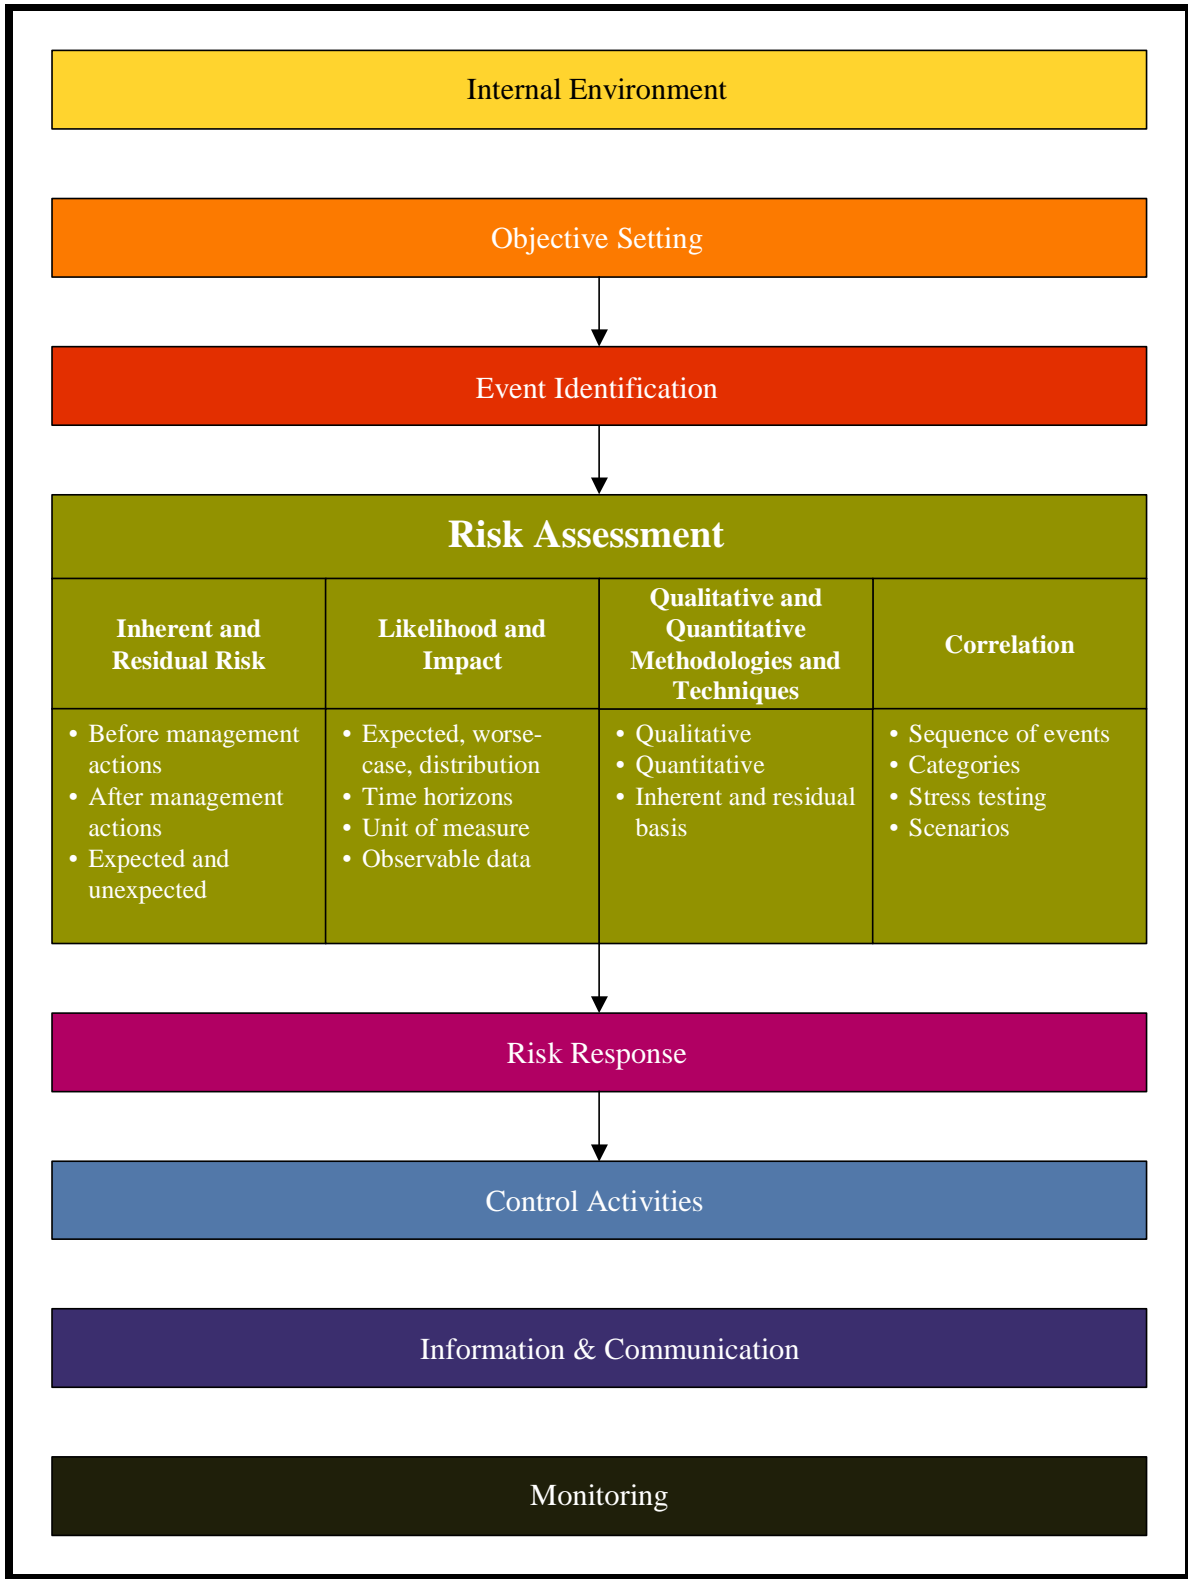 Internal Environment
Objective Setting
Event Identification
Risk Assessment
Inherent and
Residual Risk
Likelihood and
Impact
Qualitative and
Quantitative
Methodologies and
Techniques
Correlation
• Before management
actions
• After management
actions
• Expected and
unexpected
• Expected, worse-
case, distribution
• Time horizons
• Unit of measure
• Observable data
• Qualitative
• Quantitative
• Inherent and residual
basis
• Sequence of events
• Categories
• Stress testing
• Scenarios
Risk Response
Control Activities
Information & Communication
Monitoring